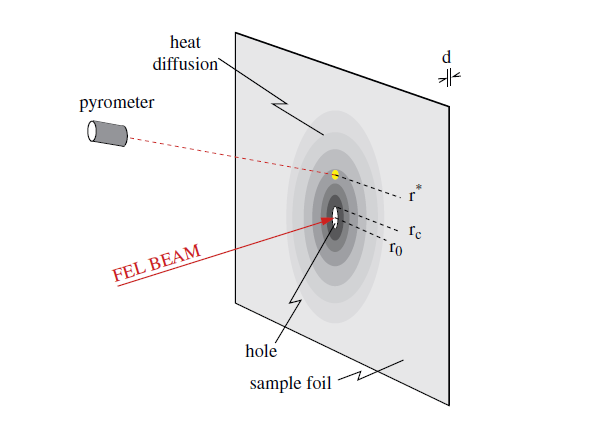 heat
diffusion
d
pyrometer
r*
rc
r0
FEL BEAM
hole
sample foil